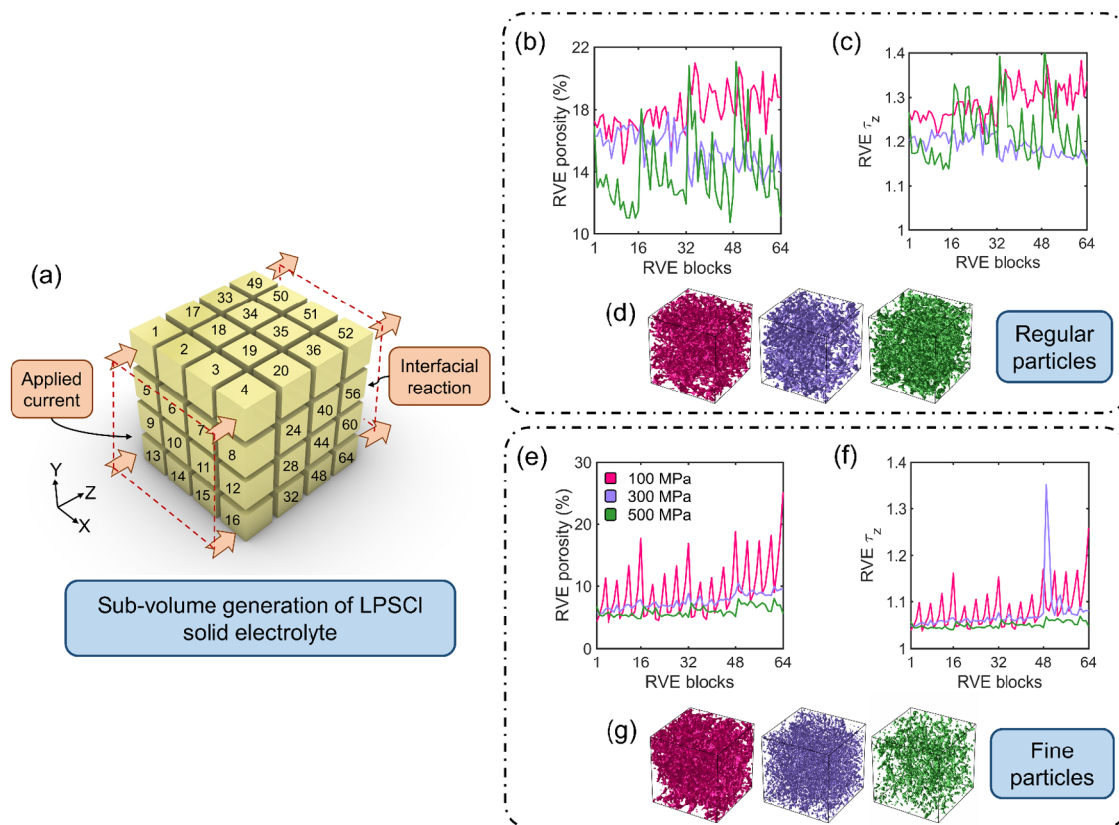 (a)
49
33
50
17
34
51
1
18
35
52
2
19
36
3
20
4
5
6
7
8
24
40
56
9
10
11
12
28
44
60
13
14
15
16
32
48
64
Applied
current
Interfacial
reaction
Y
Z
X
Sub-volume generation of LPSCl
solid electrolyte
(b)
RVE porosity (%)
22
18
14
10
1 16 32 48 64
RVE blocks
(c)
RVE τz
1.4
1.3
1.2
1.1
1
1 16 32 48 64
RVE blocks
(d)
Regular
particles
(e)
RVE porosity (%)
30
20
10
0
100 MPa
300 MPa
500 MPa
1 16 32 48 64
RVE blocks
(f)
RVE τz
1.4
1.3
1.2
1.1
1
1 16 32 48 64
RVE blocks
(g)
Fine
particles